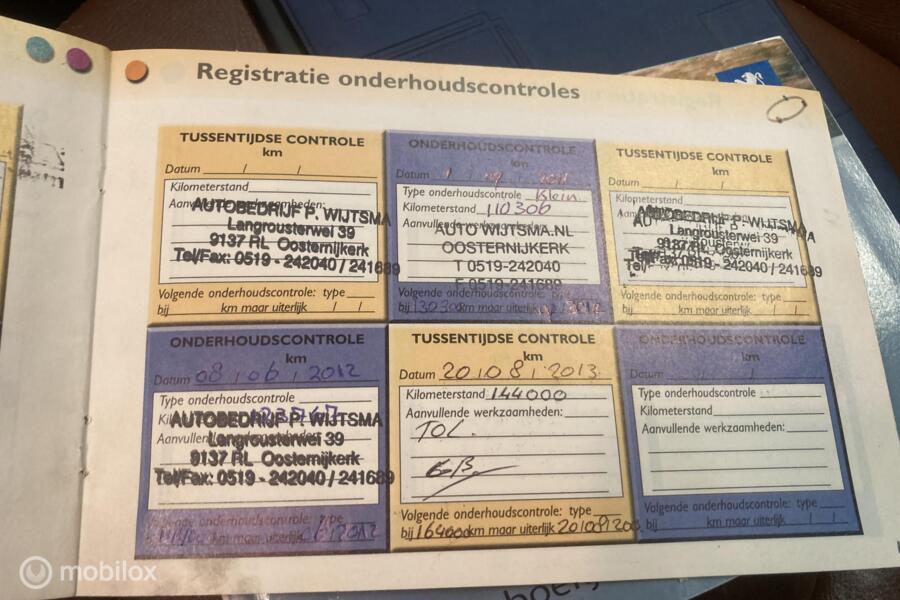 Registratie onderhoudscontroles
TUSSENTIJDSE CONTROLE
km
Datum / /
Kilometerstand
AUTOBEDRIJF P. WIJTSMA
Langrousterwei 39
9137 RL Oosternijkerk
Tel/Fax: 0519 - 242040 / 241689
Volgende onderhoudscontrole: type
bij km maar uiterlijk / /
ONDERHOUDSCONTROLE
km
Datum
Type onderhoudscontrole Klein
Kilometerstand 110306
AUTO WIJTSMA.NL
OOSTERNIJKERK
T 0519-242040
F 0519-241689
Volgende onderhoudscontrole: type
bij km maar uiterlijk
TUSSENTIJDSE CONTROLE
km
Datum / /
Kilometerstand
P. WIJTSMA
Langrousterwei 39
9137 RL Oosternijkerk
Tel/Fax: 0519 - 242040 / 241689
Volgende onderhoudscontrole: type
bij km maar uiterlijk / /
ONDERHOUDSCONTROLE
km
Datum 08 / 06 / 2012
Type onderhoudscontrole
AUTOBEDRIJF P. WIJTSMA
Aanvullen
Langrousterwei 39
9137 RL Oosternijkerk
Tel/Fax: 0519 - 242040 / 241689
Volgende onderhoudscontrole: type
km maar uiterlijk
TUSSENTIJDSE CONTROLE
km
Datum 20 / 08 / 2013
Kilometerstand 144000
Aanvullende werkzaamheden:
Volgende onderhoudscontrole: type
bij 164000 km maar uiterlijk 20/08/200
ONDERHOUDSCONTROLE
km
Datum / /
Type onderhoudscontrole
Kilometerstand
Aanvullende werkzaamheden:
Volgende onderhoudscontrole: type
bij km maar uiterlijk / /
mobilox